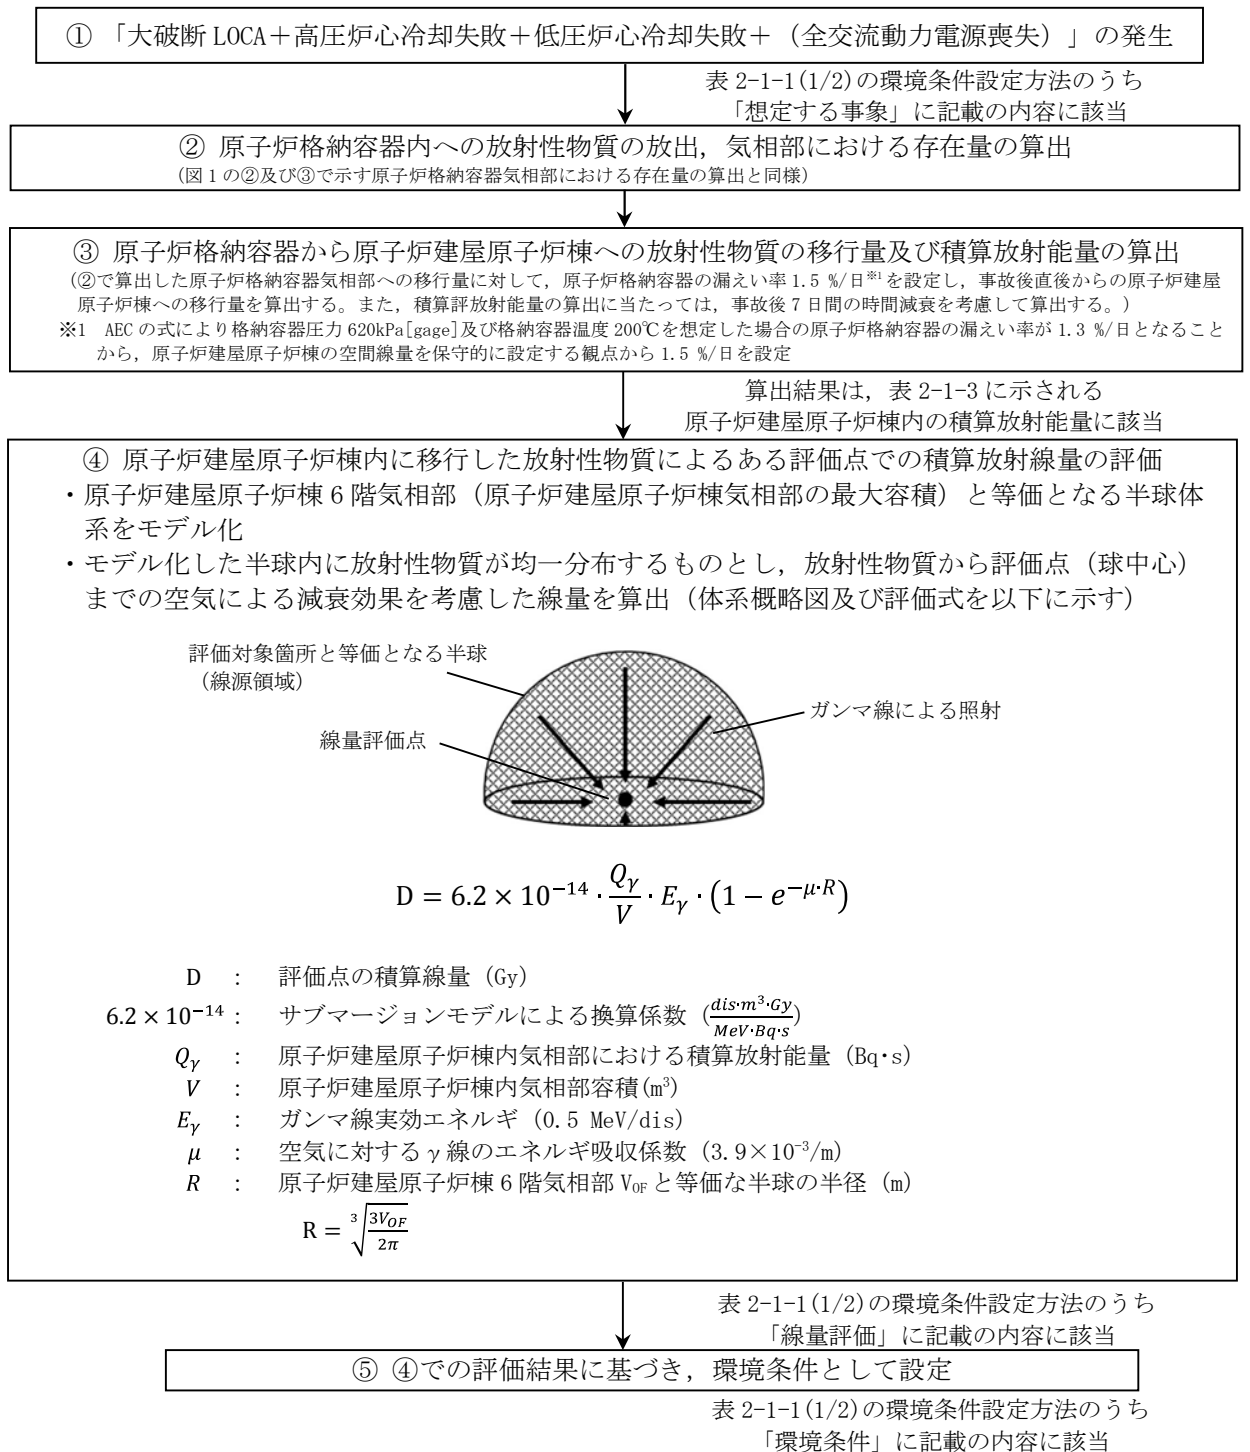 ① 「大破断 LOCA＋高圧炉心冷却失敗＋低圧炉心冷却失敗＋（全交流動力電源喪失）」の発生
表 2-1-1(1/2)の環境条件設定方法のうち
「想定する事象」に記載の内容に該当
② 原子炉格納容器内への放射性物質の放出，気相部における存在量の算出
(図 1 の②及び③で示す原子炉格納容器気相部における存在量の算出と同様)
③ 原子炉格納容器から原子炉建屋原子炉棟への放射性物質の移行量及び積算放射能量の算出
(②で算出した原子炉格納容器気相部への移行量に対して，原子炉格納容器の漏えい率 1.5 %/日※1 を設定し，事故後直後からの原子炉建屋
原子炉棟への移行量を算出する。また，積算評放射能量の算出に当たっては，事故後 7 日間の時間減衰を考慮して算出する。)
※1 AEC の式により格納容器圧力 620kPa[gage]及び格納容器温度 200℃を想定した場合の原子炉格納容器の漏えい率が 1.3 %/日となること
から，原子炉建屋原子炉棟の空間線量を保守的に設定する観点から 1.5 %/日を設定
算出結果は，表 2-1-3 に示される
原子炉建屋原子炉棟内の積算放射能量に該当
④ 原子炉建屋原子炉棟内に移行した放射性物質によるある評価点での積算放射線量の評価
・原子炉建屋原子炉棟 6 階気相部（原子炉建屋原子炉棟気相部の最大容積）と等価となる半球体
系をモデル化
・モデル化した半球内に放射性物質が均一分布するものとし，放射性物質から評価点（球中心）
までの空気による減衰効果を考慮した線量を算出（体系概略図及び評価式を以下に示す）
評価対象箇所と等価となる半球
（線源領域）
ガンマ線による照射
線量評価点
D = 6.2 × 10^{-14} · \frac{Q_γ}{V} · E_γ · (1 − e^{−μ·R})
D : 評価点の積算線量 (Gy)
6.2 × 10^{-14} : サブマージョンモデルによる換算係数 (\frac{dis·m^3·Gy}{MeV·Bq·s})
Q_γ : 原子炉建屋原子炉棟内気相部における積算放射能量 (Bq・s)
V : 原子炉建屋原子炉棟内気相部容積(m³)
E_γ : ガンマ線実効エネルギ (0.5 MeV/dis)
μ : 空気に対するγ線のエネルギ吸収係数 (3.9×10⁻³/m)
R : 原子炉建屋原子炉棟 6 階気相部 V_{OF} と等価な半球の半径 (m)
R = \sqrt[3]{\frac{3V_{OF}}{2π}}
表 2-1-1(1/2)の環境条件設定方法のうち
「線量評価」に記載の内容に該当
⑤ ④での評価結果に基づき，環境条件として設定
表 2-1-1(1/2)の環境条件設定方法のうち
「環境条件」に記載の内容に該当